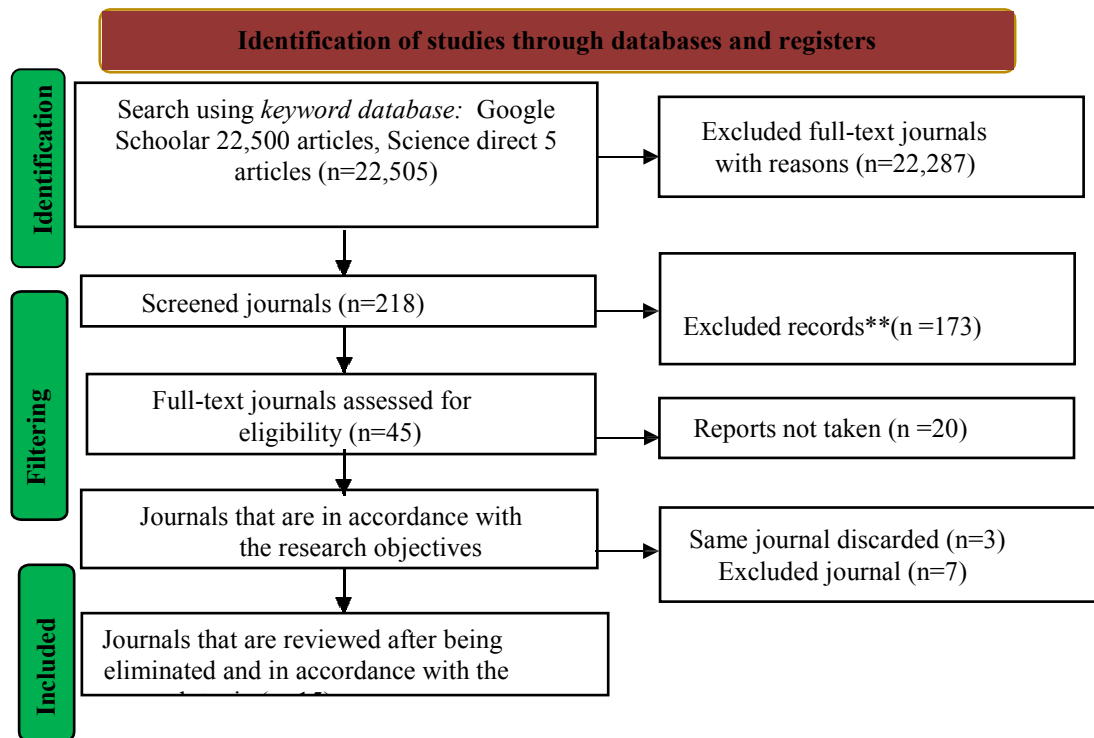 Identification of studies through databases and registers
Identification
Search using keyword database: Google
Schoolar 22,500 articles, Science direct 5
articles (n=22,505)
Excluded full-text journals
with reasons (n=22,287)
Filtering
Screened journals (n=218)
Excluded records**(n =173)
Full-text journals assessed for
eligibility (n=45)
Reports not taken (n =20)
Journals that are in accordance with
the research objectives
Same journal discarded (n=3)
Excluded journal (n=7)
Included
Journals that are reviewed after being
eliminated and in accordance with the